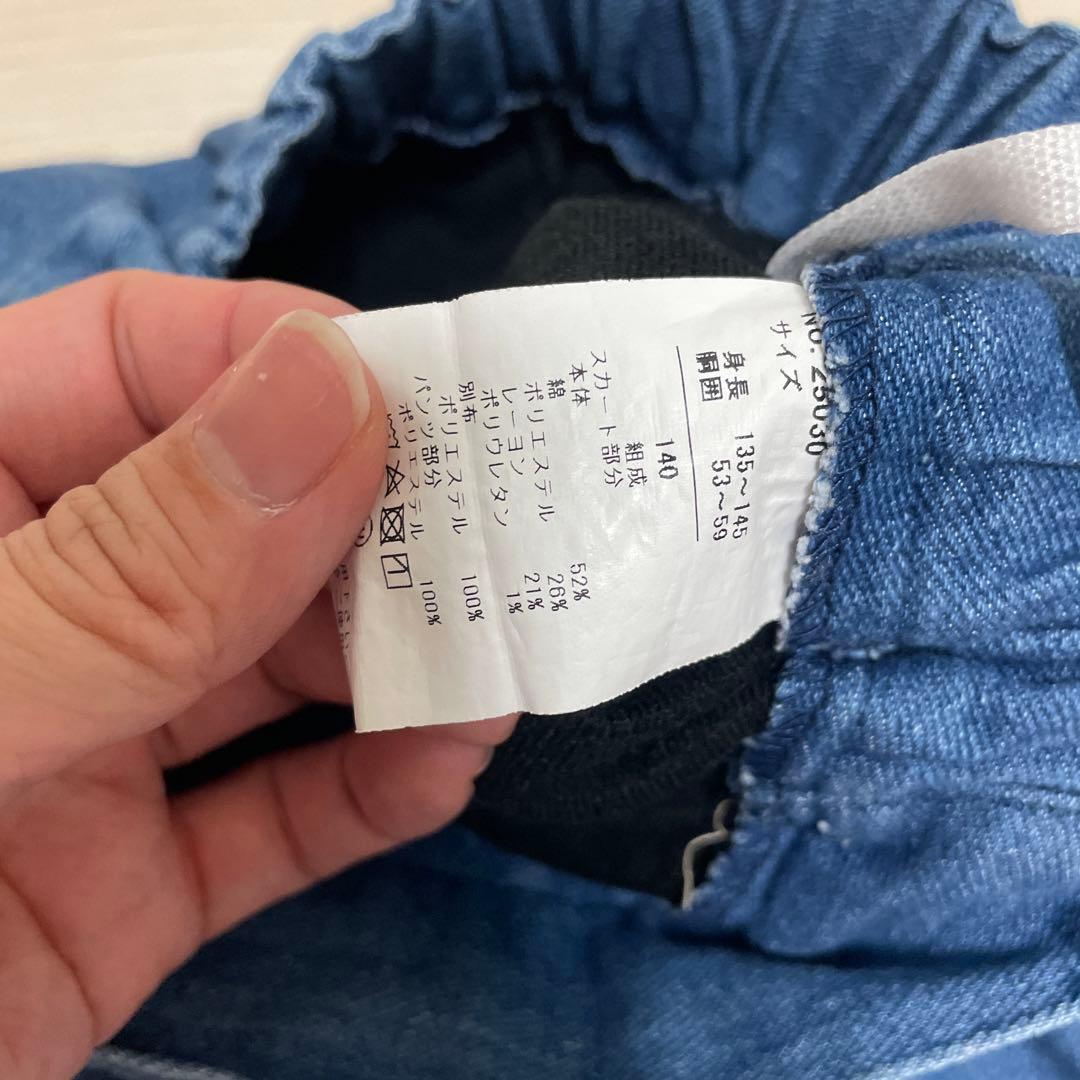 NO.25030
サイズ
身長 135～145
胴囲 53～59
140
組成
スカート部分
本体
綿 52%
ポリエステル 26%
レーヨン 21%
ポリウレタン 1%
別布
ポリエステル 100%
パンツ部分
ポリエステル 100%